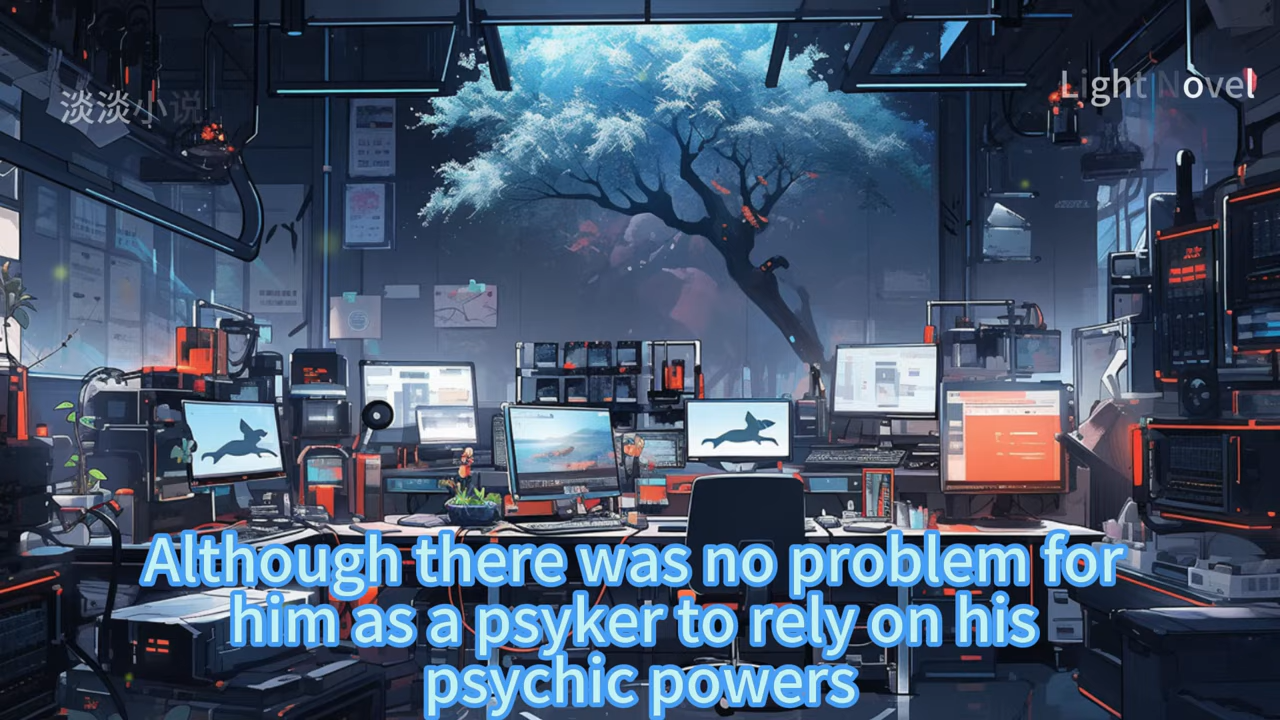 淡淡小说
Light Novel
Although there was no problem for
him as a psyker to rely on his
psychic powers